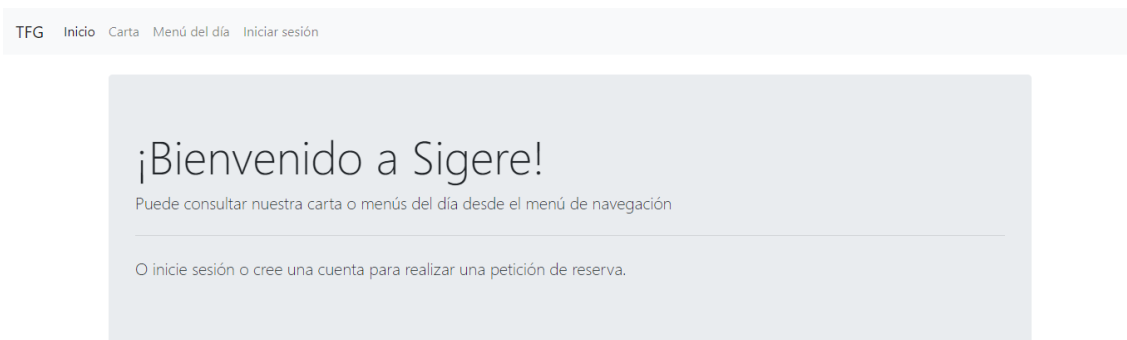 TFG Inicio Carta Menú del día Iniciar sesión
¡Bienvenido a Sigere!
Puede consultar nuestra carta o menús del día desde el menú de navegación
O inicie sesión o cree una cuenta para realizar una petición de reserva.